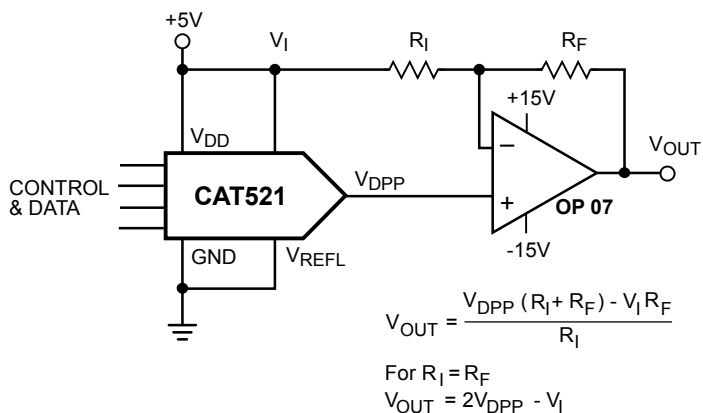 +5V
V_I
R_I
R_F
+15V
V_OUT
V_DD
−
CONTROL
& DATA
CAT521
V_DPP
+
OP 07
-15V
GND
V_REFL
V_OUT = V_DPP (R_I + R_F) - V_I R_F / R_I
For R_I = R_F
V_OUT = 2V_DPP - V_I